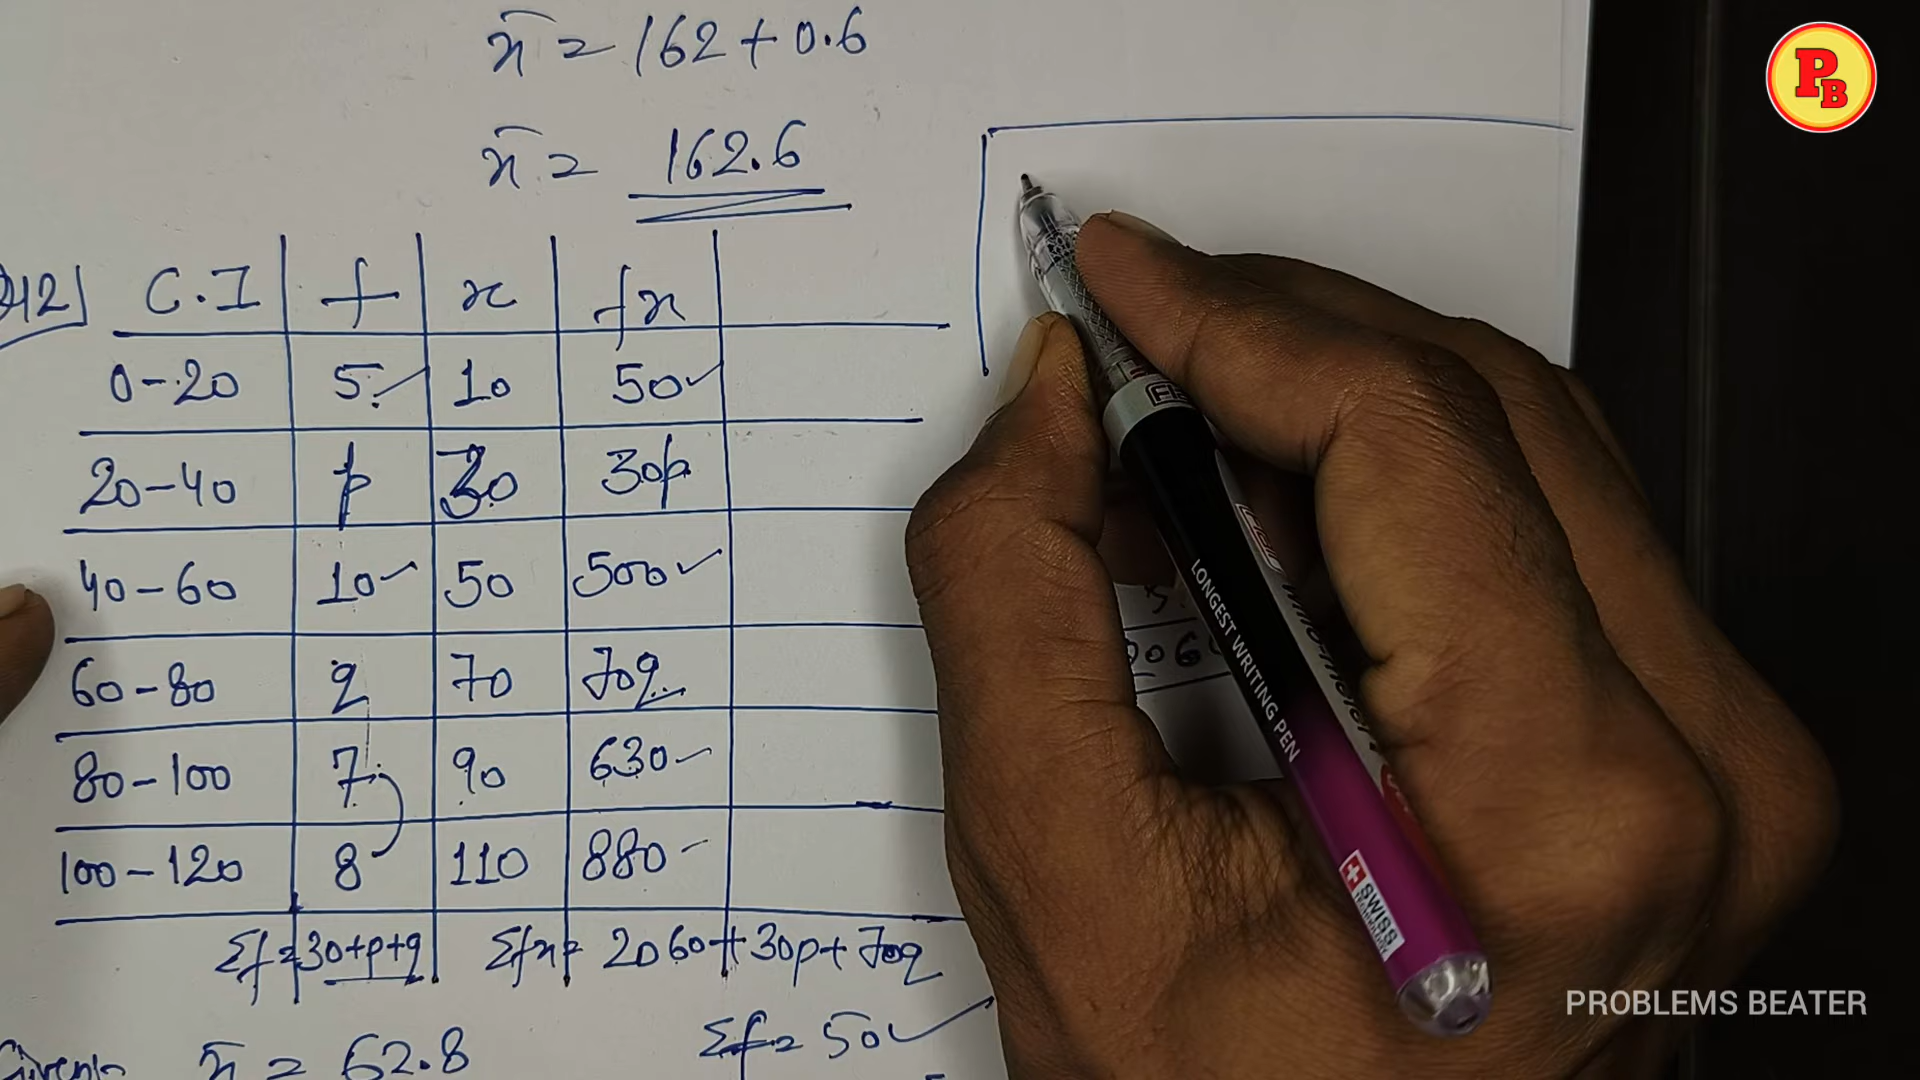 x̄ = 162 + 0.6
x̄ = 162.6
PB
Q42] C.I f x fx
0-20 5 10 50
20-40 p 30 30p
40-60 10 50 500
60-80 q 70 70q
80-100 7 90 630
100-120 8 110 880
Σf = 30+p+q Σfx = 2060 + 30p + 70q
Σf = 50
x̄ = 62.8
LONGEST WRITING PEN
SWISS
PROBLEMS BEATER